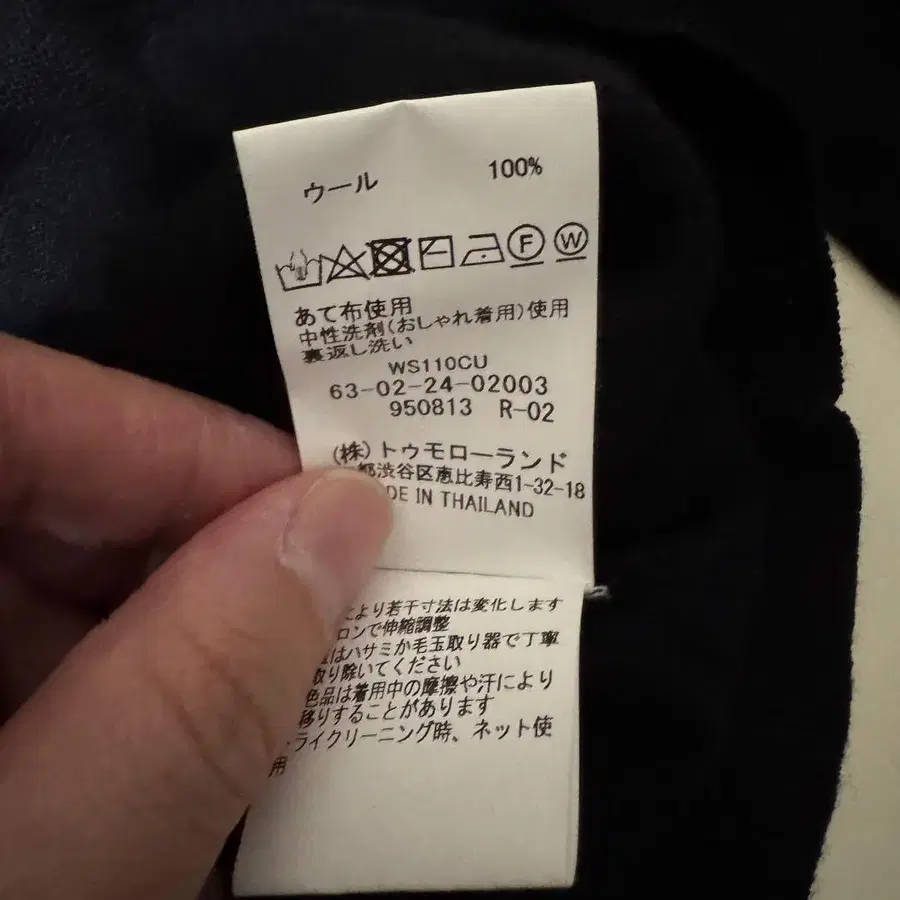 ウール 100%
F W
あて布使用
中性洗剤(おしゃれ着用)使用
裏返し洗い
WS110CU
63-02-24-02003
950813 R-02
(株)トゥモローランド
都渋谷区恵比寿西1-32-18
DE IN THAILAND
により若干寸法は変化します
ロンで伸縮調整
はハサミか毛玉取り器で丁寧
取り除いてください
色品は着用中の摩擦や汗により
移りすることがあります
ライクリーニング時、ネット使
用